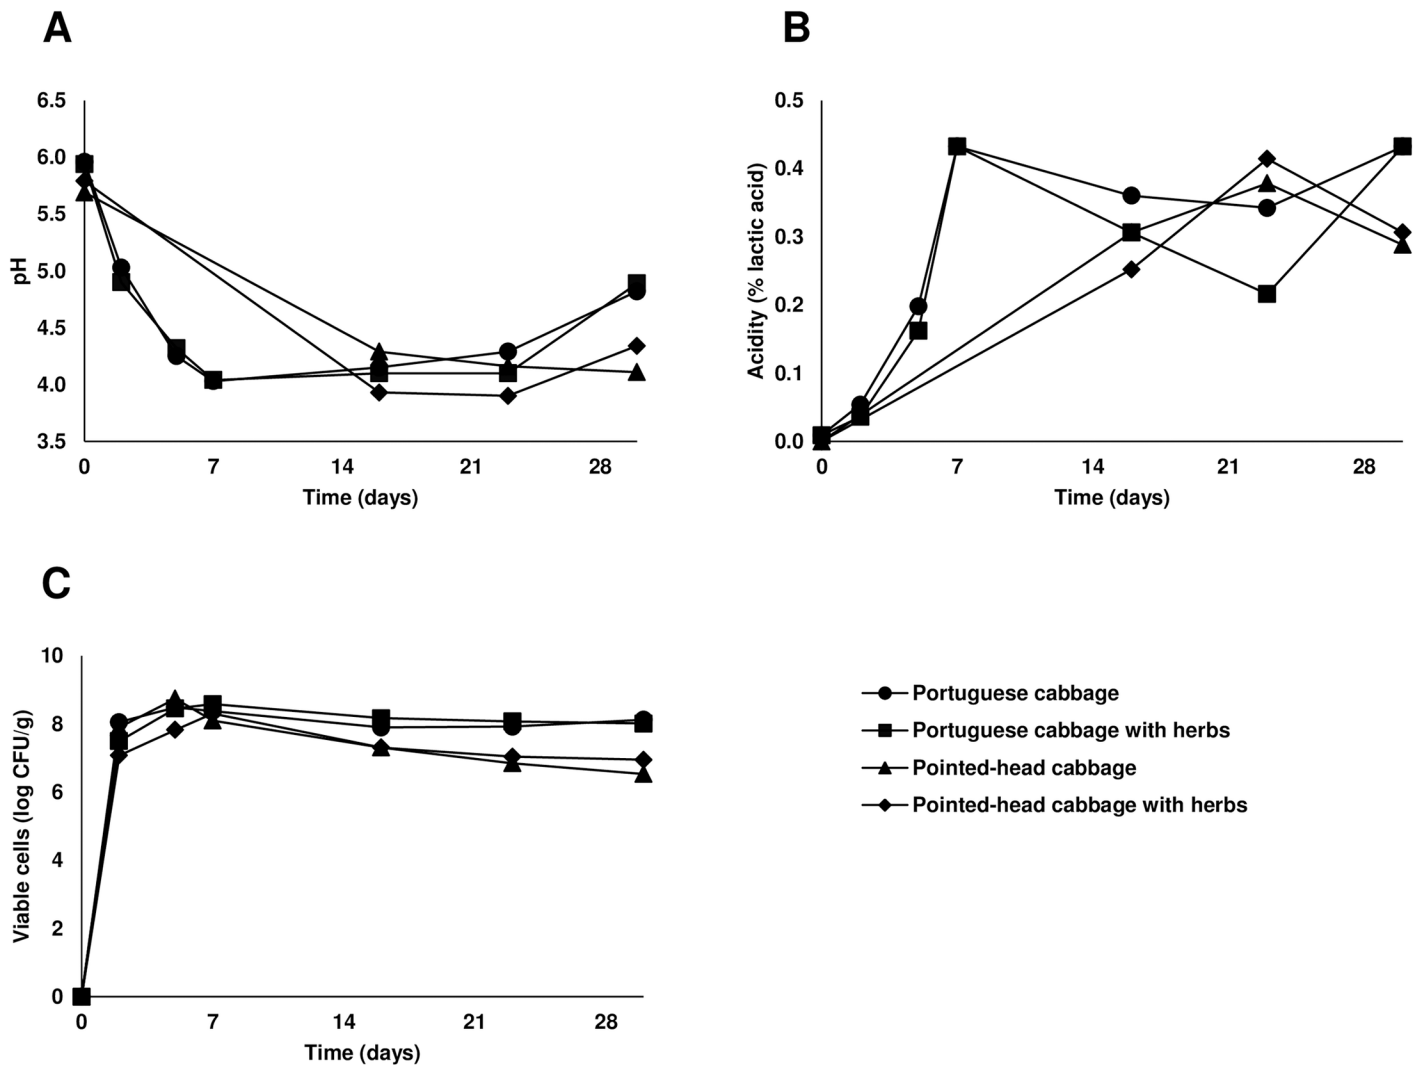 A
6.5
6.0
5.5
5.0
4.5
4.0
3.5
pH
0 7 14 21 28
Time (days)
B
0.5
0.4
0.3
0.2
0.1
0.0
Acidity (% lactic acid)
0 7 14 21 28
Time (days)
C
10
8
6
4
2
0
Viable cells (log CFU/g)
0 7 14 21 28
Time (days)
Portuguese cabbage
Portuguese cabbage with herbs
Pointed-head cabbage
Pointed-head cabbage with herbs